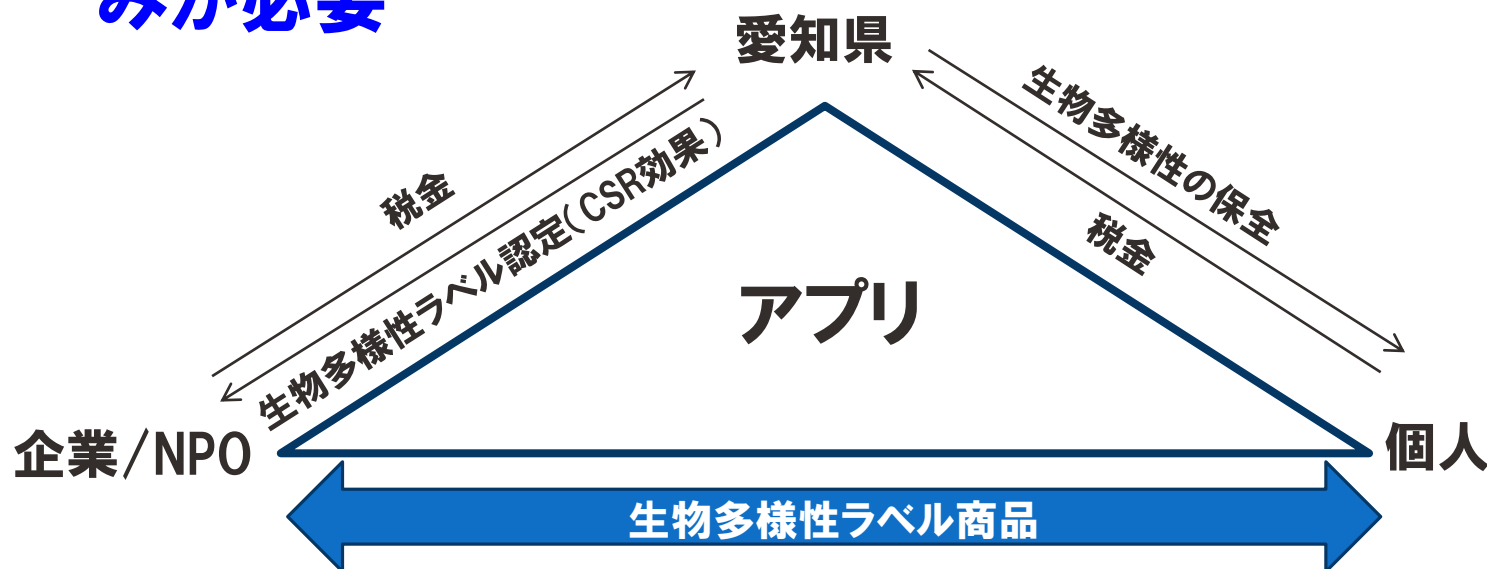 みが必要
愛知県
税金
生物多様性ラベル認定(CSR効果)
生物多様性の保全
税金
アプリ
企業/NPO
個人
生物多様性ラベル商品